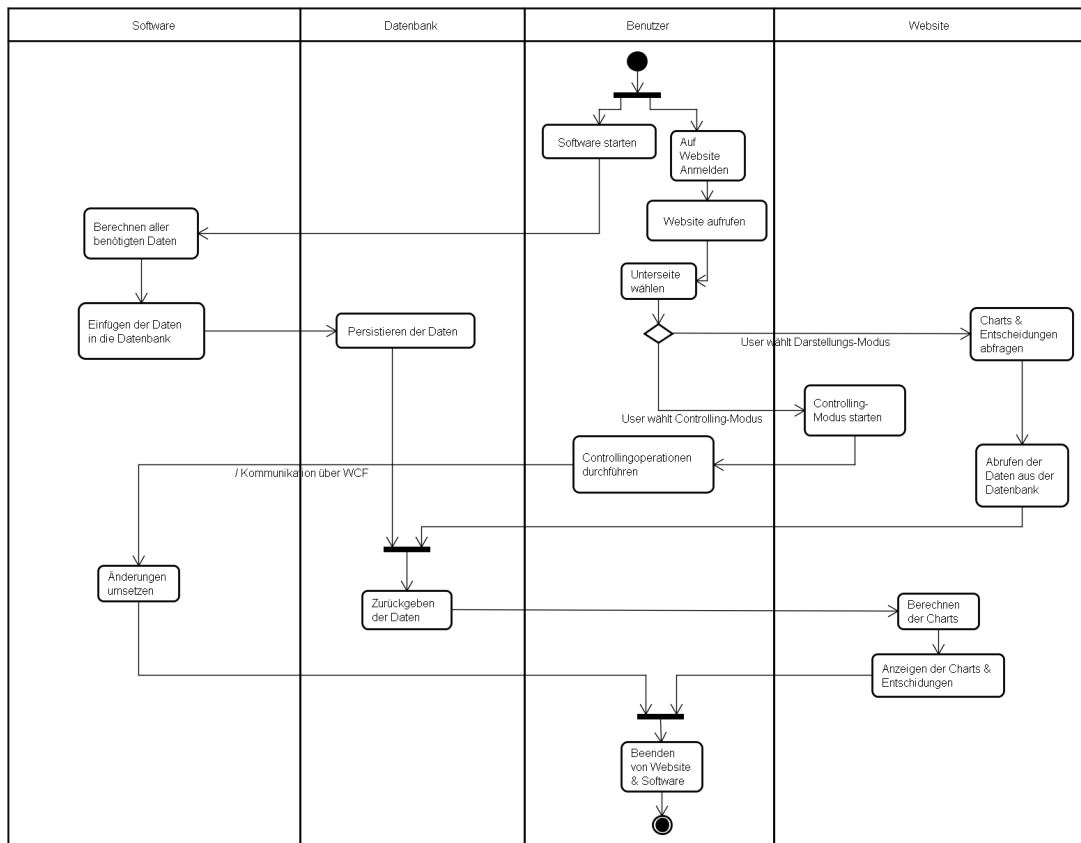 Software
Datenbank
Benutzer
Website
Software starten
Auf
Website
Anmelden
Website aufrufen
Berechnen aller
benötigten Daten
Unterseite
wählen
Einfügen der Daten
in die Datenbank
Persistieren der Daten
User wählt Darstellungs-Modus
Charts &
Entscheidungen
abfragen
User wählt Controlling-Modus
Controlling-
Modus starten
Controllingoperationen
durchführen
/ Kommunikation über WCF
Abrufen der
Daten aus der
Datenbank
Änderungen
umsetzen
Zurückgeben
der Daten
Berechnen
der Charts
Anzeigen der Charts &
Entschidungen
Beenden
von Website
& Software